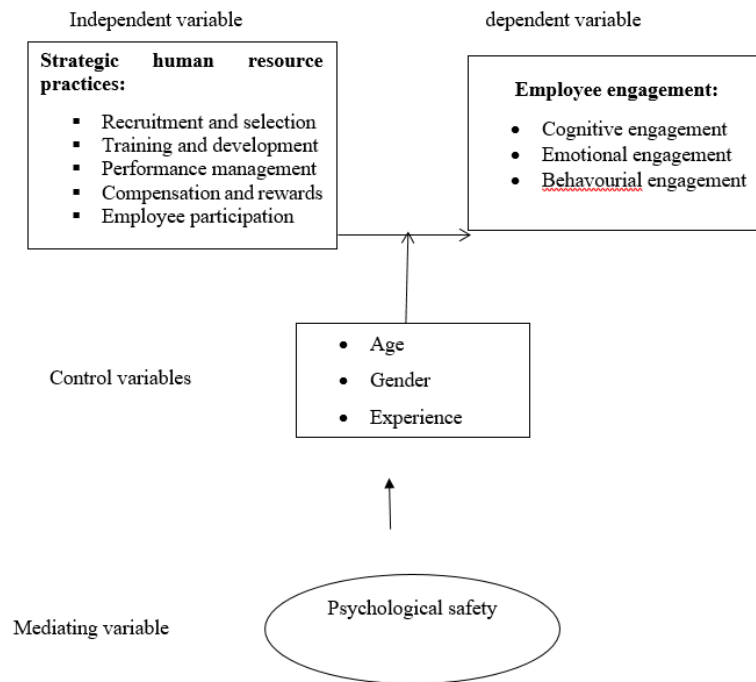 Independent variable
dependent variable
Strategic human resource
practices:
▪ Recruitment and selection
▪ Training and development
▪ Performance management
▪ Compensation and rewards
▪ Employee participation
Employee engagement:
• Cognitive engagement
• Emotional engagement
• Behavourial engagement
Control variables
• Age
• Gender
• Experience
Mediating variable
Psychological safety